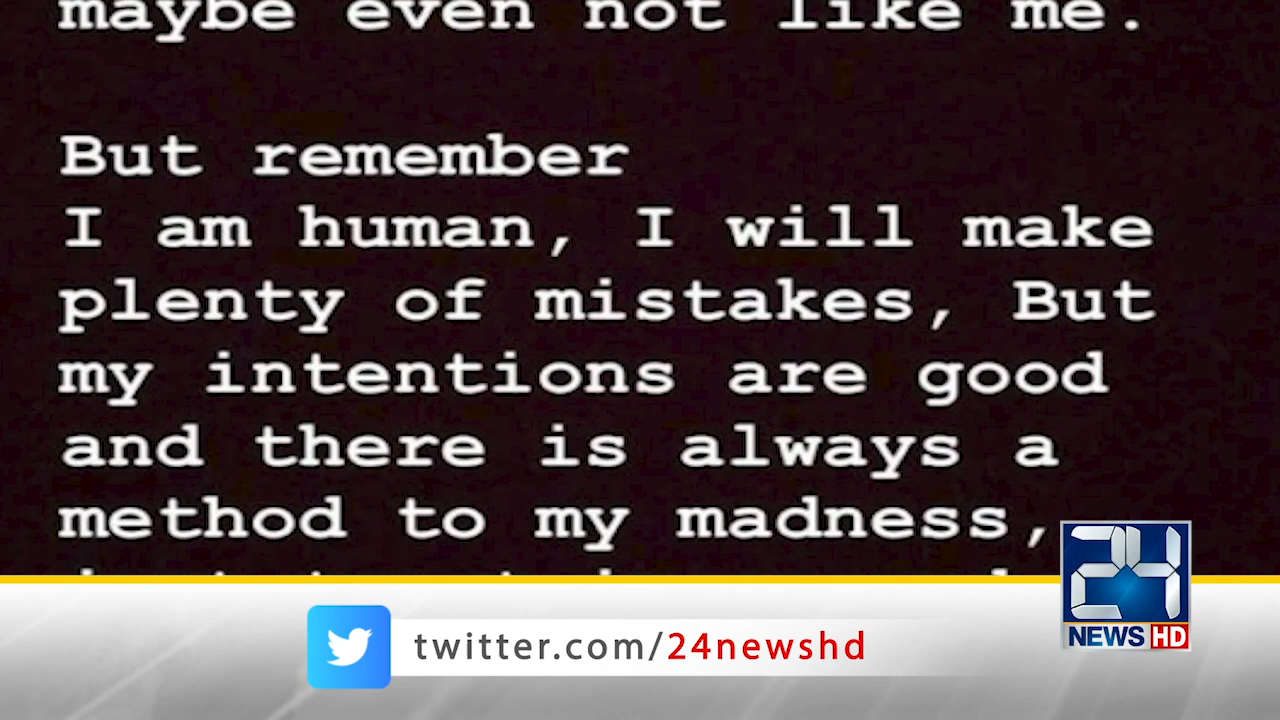 maybe even not like me.
But remember
I am human, I will make
plenty of mistakes, But
my intentions are good
and there is always a
method to my madness,
24
NEWS HD
twitter.com/24newshd